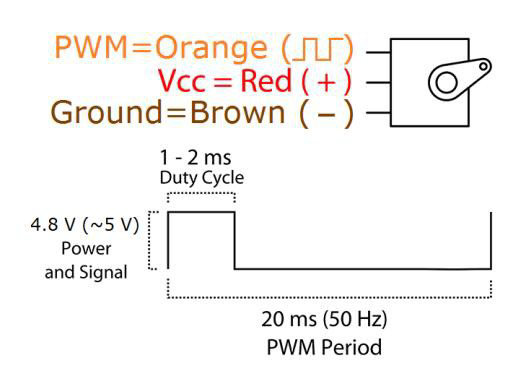 PWM=Orange (⎍⎍)
Vcc = Red ( + )
Ground=Brown ( – )
1 - 2 ms
Duty Cycle
4.8 V (~5 V)
Power
and Signal
20 ms (50 Hz)
PWM Period